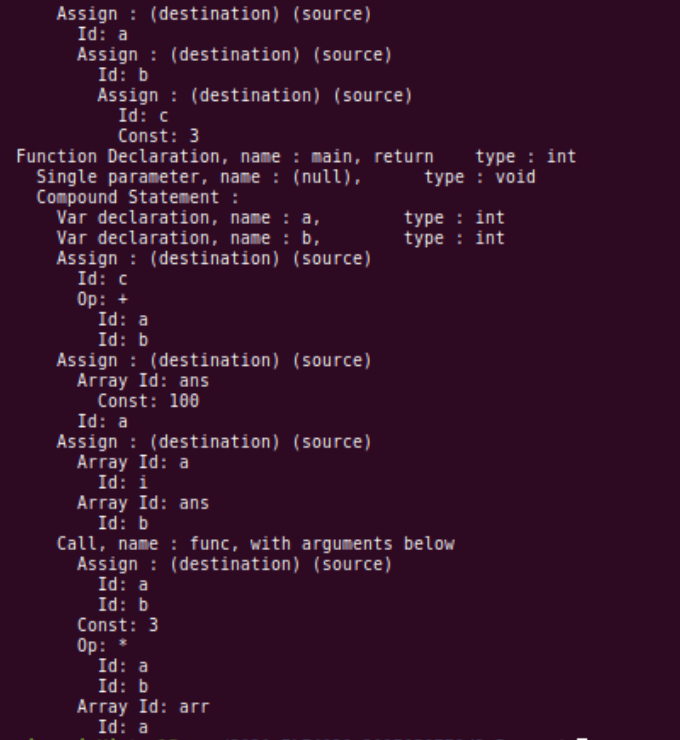 Assign : (destination) (source)
Id: a
Assign : (destination) (source)
Id: b
Assign : (destination) (source)
Id: c
Const: 3
Function Declaration, name : main, return    type : int
Single parameter, name : (null),      type : void
Compound Statement :
Var declaration, name : a,        type : int
Var declaration, name : b,        type : int
Assign : (destination) (source)
Id: c
Op: +
Id: a
Id: b
Assign : (destination) (source)
Array Id: ans
Const: 100
Id: a
Assign : (destination) (source)
Array Id: a
Id: i
Array Id: ans
Id: b
Call, name : func, with arguments below
Assign : (destination) (source)
Id: a
Id: b
Const: 3
Op: *
Id: a
Id: b
Array Id: arr
Id: a